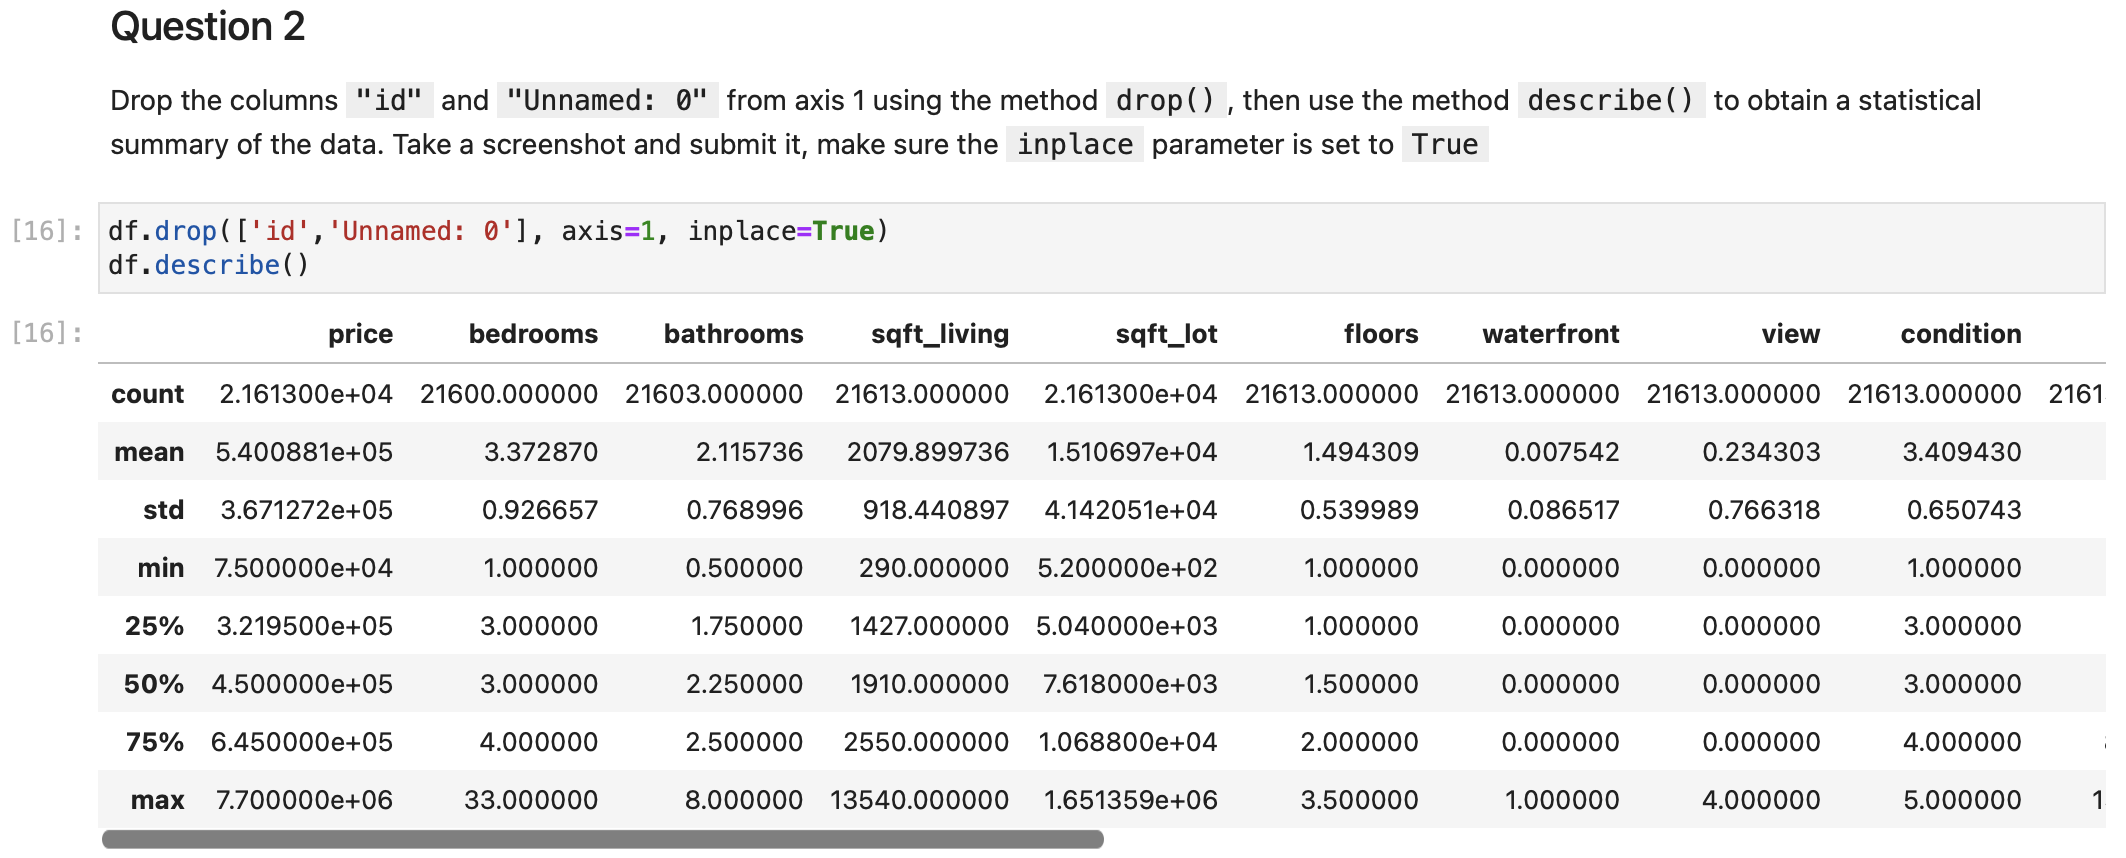 Question 2
Drop the columns "id" and "Unnamed: 0" from axis 1 using the method drop() , then use the method describe() to obtain a statistical
summary of the data. Take a screenshot and submit it, make sure the inplace parameter is set to True
[16]: df.drop(['id','Unnamed: 0'], axis=1, inplace=True)
df.describe()
[16]: price bedrooms bathrooms sqft_living sqft_lot floors waterfront view condition
count 2.161300e+04 21600.000000 21603.000000 21613.000000 2.161300e+04 21613.000000 21613.000000 21613.000000 21613.000000
mean 5.400881e+05 3.372870 2.115736 2079.899736 1.510697e+04 1.494309 0.007542 0.234303 3.409430
std 3.671272e+05 0.926657 0.768996 918.440897 4.142051e+04 0.539989 0.086517 0.766318 0.650743
min 7.500000e+04 1.000000 0.500000 290.000000 5.200000e+02 1.000000 0.000000 0.000000 1.000000
25% 3.219500e+05 3.000000 1.750000 1427.000000 5.040000e+03 1.000000 0.000000 0.000000 3.000000
50% 4.500000e+05 3.000000 2.250000 1910.000000 7.618000e+03 1.500000 0.000000 0.000000 3.000000
75% 6.450000e+05 4.000000 2.500000 2550.000000 1.068800e+04 2.000000 0.000000 0.000000 4.000000
max 7.700000e+06 33.000000 8.000000 13540.000000 1.651359e+06 3.500000 1.000000 4.000000 5.000000